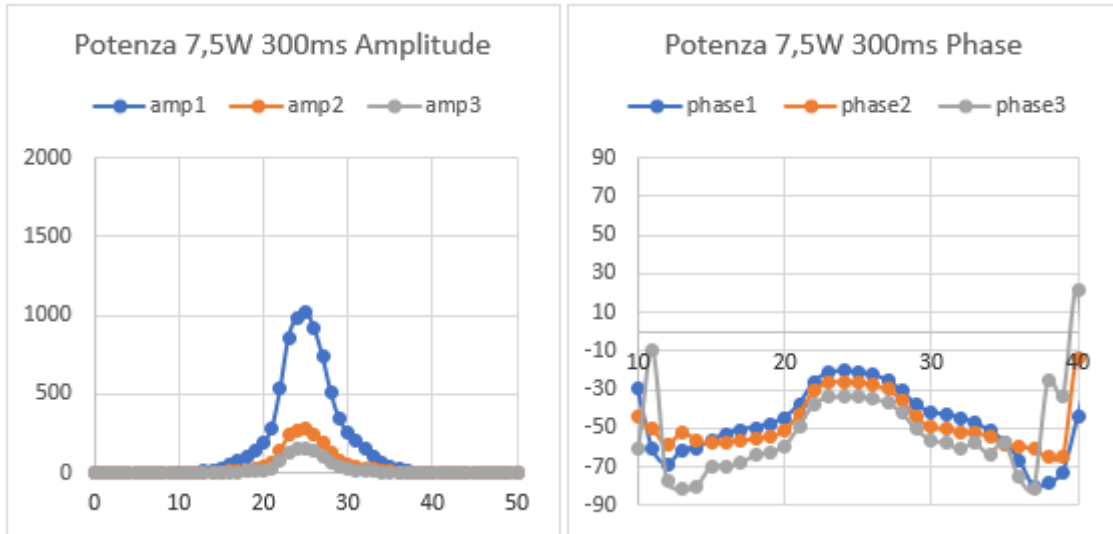 Potenza 7,5W 300ms Amplitude
amp1 amp2 amp3
2000
1500
1000
500
0
0 10 20 30 40 50
Potenza 7,5W 300ms Phase
phase1 phase2 phase3
90
70
50
30
10
-10
-30
-50
-70
-90
10 20 30 40